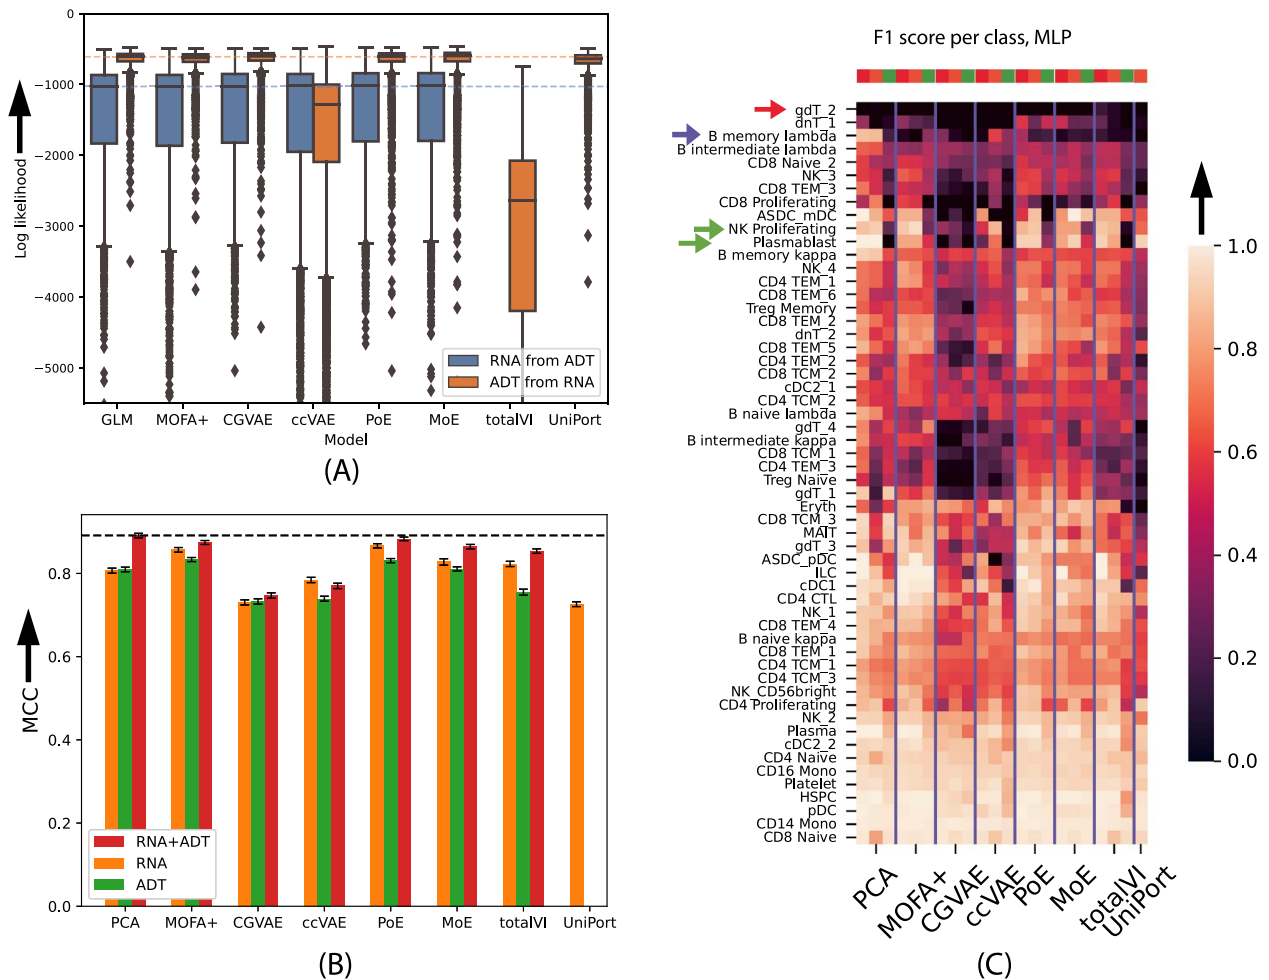 0
−1000
−2000
−3000
−4000
−5000
Log likelihood
RNA from ADT
ADT from RNA
GLM MOFA+ CGVAE ccVAE PoE MoE totalVI UniPort
Model
(A)
0.8
0.6
0.4
0.2
0.0
MCC
RNA+ADT
RNA
ADT
PCA MOFA+ CGVAE ccVAE PoE MoE totalVI UniPort
(B)
F1 score per class, MLP
gdT_2
dnT_1
B memory lambda
B intermediate lambda
CD8 Naive_2
NK_3
CD8 TEM_3
CD8 Proliferating
ASDC_mDC
NK Proliferating
Plasmablast
B memory kappa
NK_4
CD4 TEM_1
CD8 TEM_6
Treg Memory
CD8 TEM_2
dnT_2
CD8 TEM_5
CD4 TEM_2
CD8 TCM_2
cDC2_1
CD4 TCM_2
B naive lambda
gdT_4
B intermediate kappa
CD8 TCM_1
CD4 TEM_3
Treg Naive
gdT_1
Eryth
CD8 TCM_3
MAIT
gdT_3
ASDC_pDC
ILC
cDC1
CD4 CTL
NK_1
CD8 TEM_4
B naive kappa
CD8 TEM_1
CD4 TCM_1
CD4 TCM_3
NK_CD56bright
CD4 Proliferating
NK_2
Plasma
cDC2_2
CD4 Naive
CD16 Mono
Platelet
HSPC
pDC
CD14 Mono
CD8 Naive
PCA MOFA+ CGVAE ccVAE PoE MoE totalVI UniPort
1.0
0.8
0.6
0.4
0.2
0.0
(C)